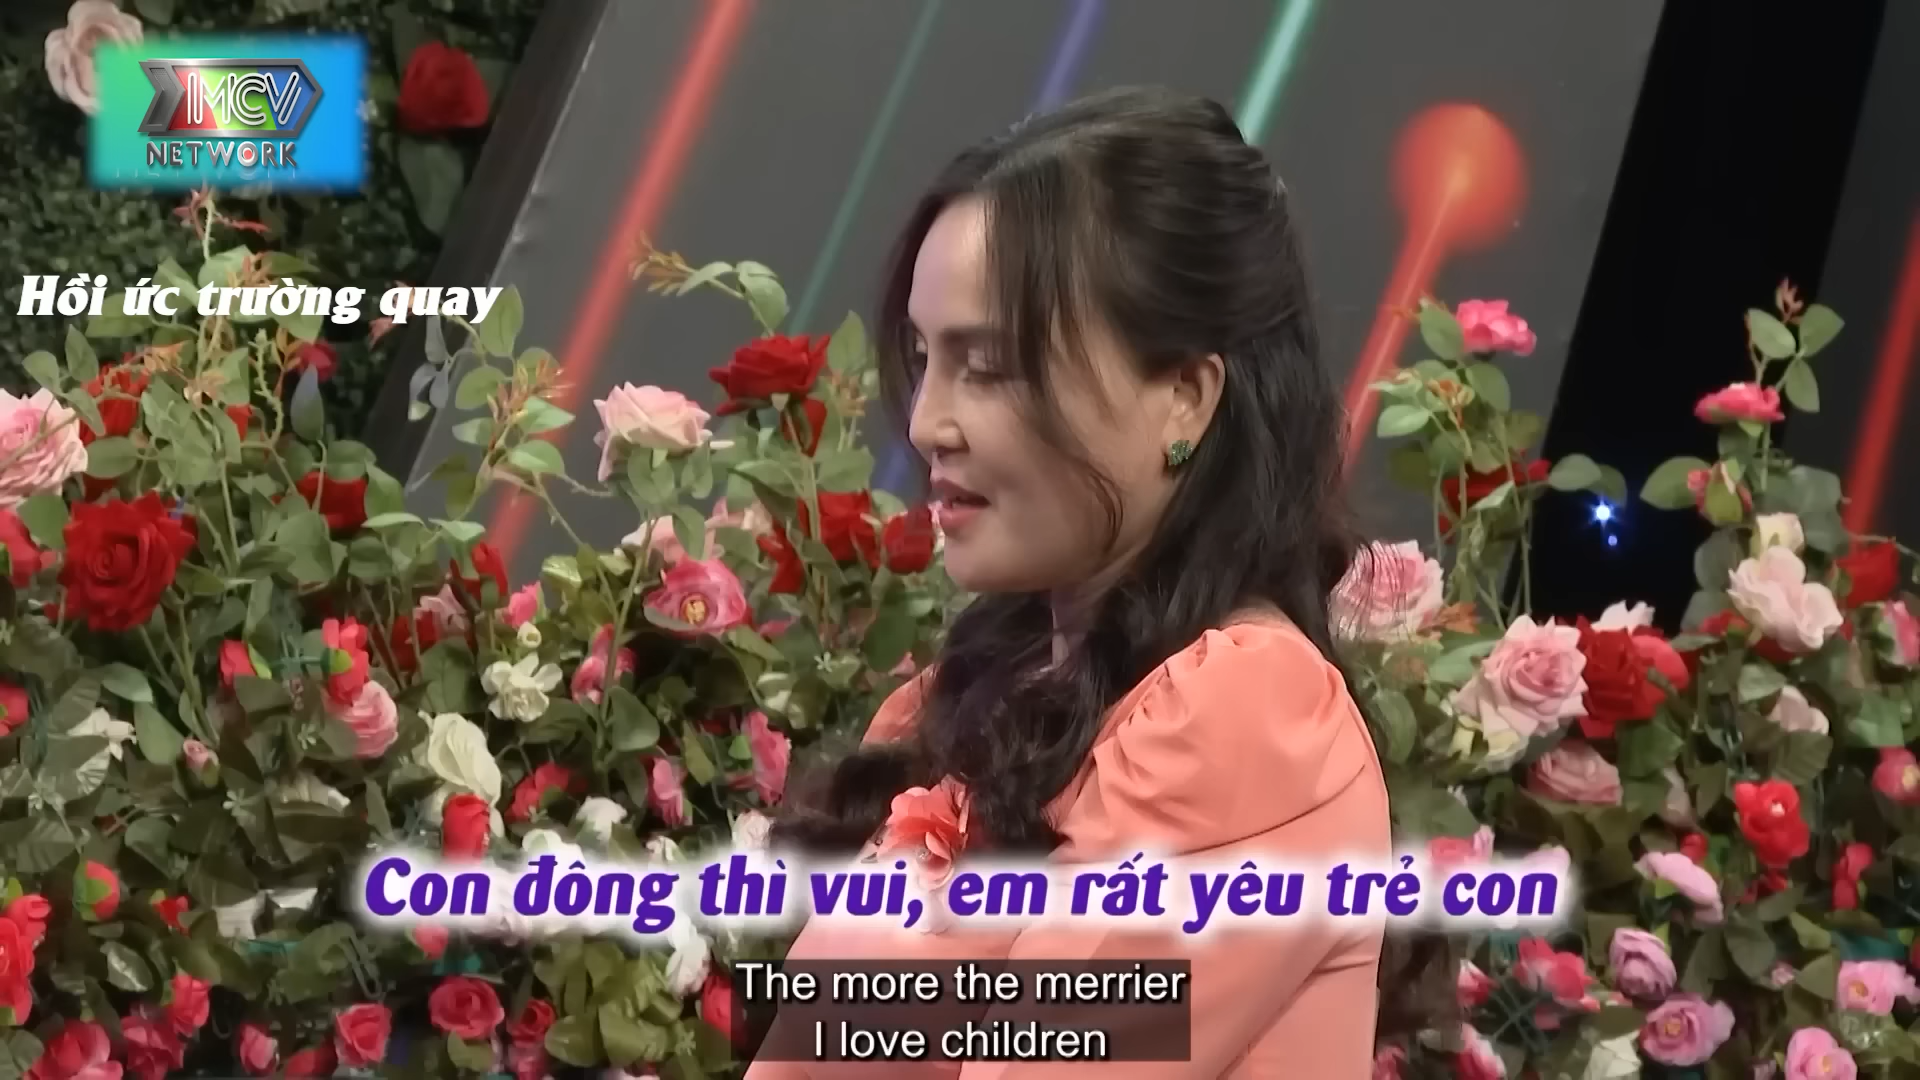 MCV
NETWORK
Hồi ức trường quay
Con đông thì vui, em rất yêu trẻ con
The more the merrier
I love children